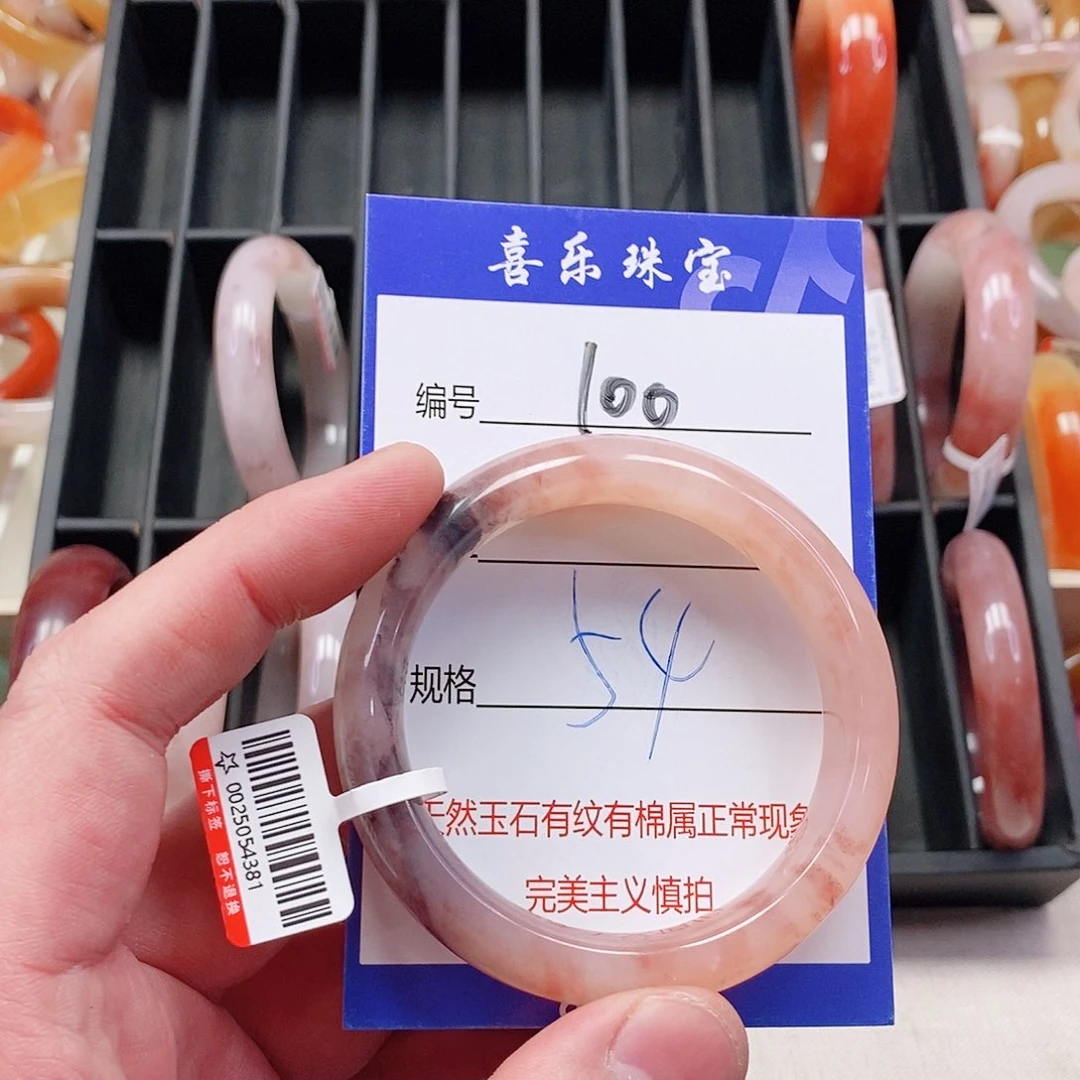 喜乐珠宝
编号 100
规格 54
天然玉石有纹有棉属正常现象
完美主义慎拍
☆ 0025054381
撕下标签 恕不退换